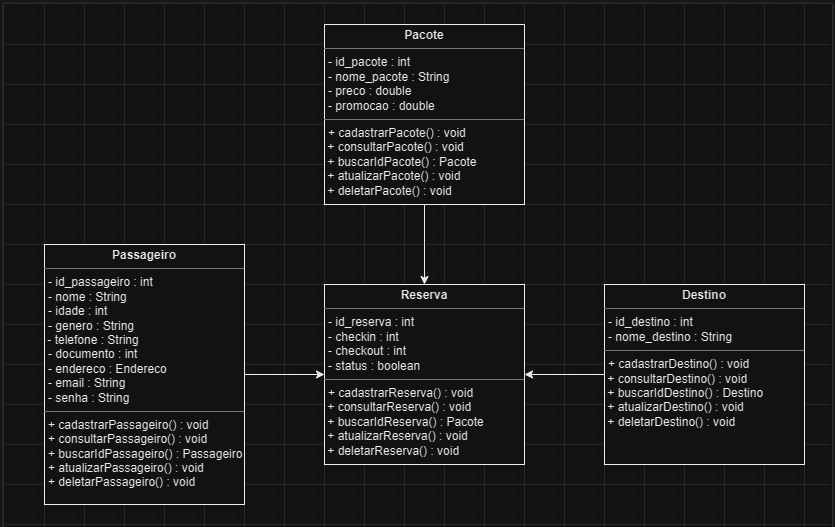 Pacote
- id_pacote : int
- nome_pacote : String
- preco : double
- promocao : double
+ cadastrarPacote() : void
+ consultarPacote() : void
+ buscarIdPacote() : Pacote
+ atualizarPacote() : void
+ deletarPacote() : void
Passageiro
- id_passageiro : int
- nome : String
- idade : int
- genero : String
- telefone : String
- documento : int
- endereco : Endereco
- email : String
- senha : String
+ cadastrarPassageiro() : void
+ consultarPassageiro() : void
+ buscarIdPassageiro() : Passageiro
+ atualizarPassageiro() : void
+ deletarPassageiro() : void
Reserva
- id_reserva : int
- checkin : int
- checkout : int
- status : boolean
+ cadastrarReserva() : void
+ consultarReserva() : void
+ buscarIdReserva() : Pacote
+ atualizarReserva() : void
+ deletarReserva() : void
Destino
- id_destino : int
- nome_destino : String
+ cadastrarDestino() : void
+ consultarDestino() : void
+ buscarIdDestino() : Destino
+ atualizarDestino() : void
+ deletarDestino() : void